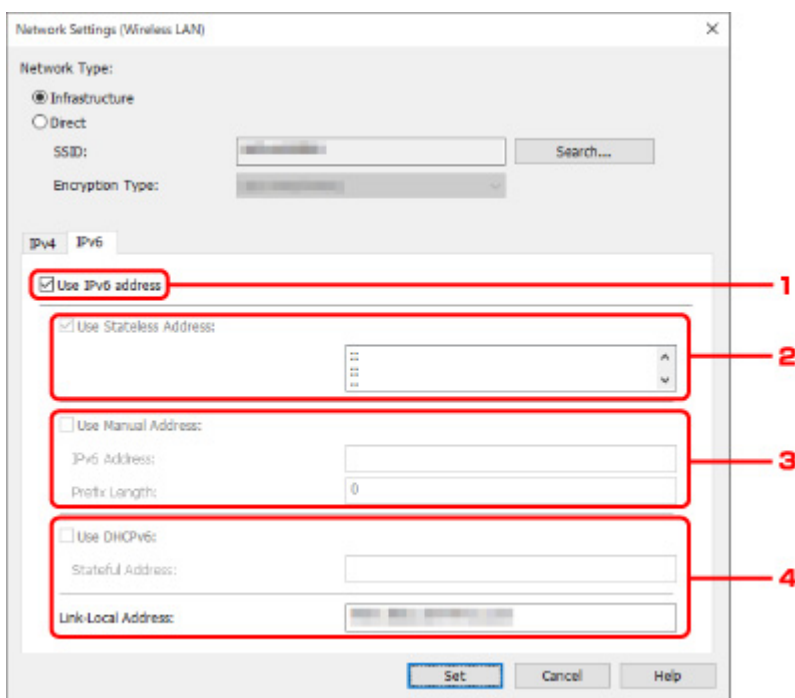 Network Settings (Wireless LAN)
Network Type:
Infrastructure
Direct
SSID:
Search...
Encryption Type:
IPv4 IPv6
Use IPv6 address
1
Use Stateless Address:
::
::
::
2
Use Manual Address:
IPv6 Address:
3
Prefix Length: 0
Use DHCPv6:
Stateful Address:
4
Link-Local Address:
Set Cancel Help